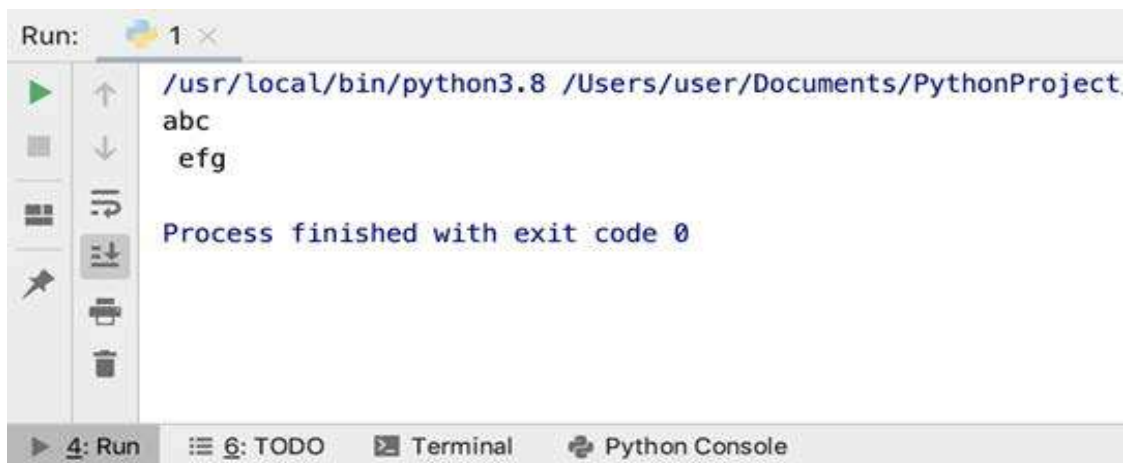 Run: 1
/usr/local/bin/python3.8 /Users/user/Documents/PythonProject
abc
 efg
Process finished with exit code 0
4: Run 6: TODO Terminal Python Console